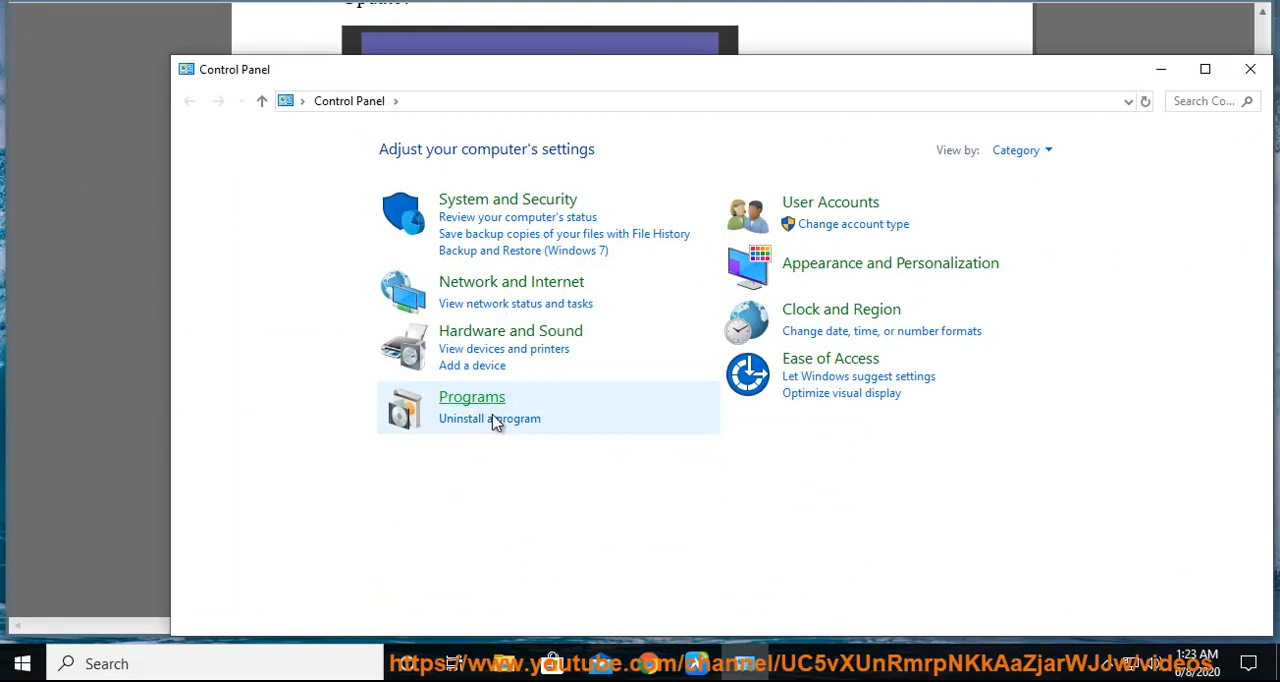 Control Panel
Control Panel
Search Co...
Adjust your computer's settings
View by: Category
System and Security
Review your computer's status
Save backup copies of your files with File History
Backup and Restore (Windows 7)
Network and Internet
View network status and tasks
Hardware and Sound
View devices and printers
Add a device
Programs
Uninstall a program
User Accounts
Change account type
Appearance and Personalization
Clock and Region
Change date, time, or number formats
Ease of Access
Let Windows suggest settings
Optimize visual display
Search
1:23 AM
6/8/2020